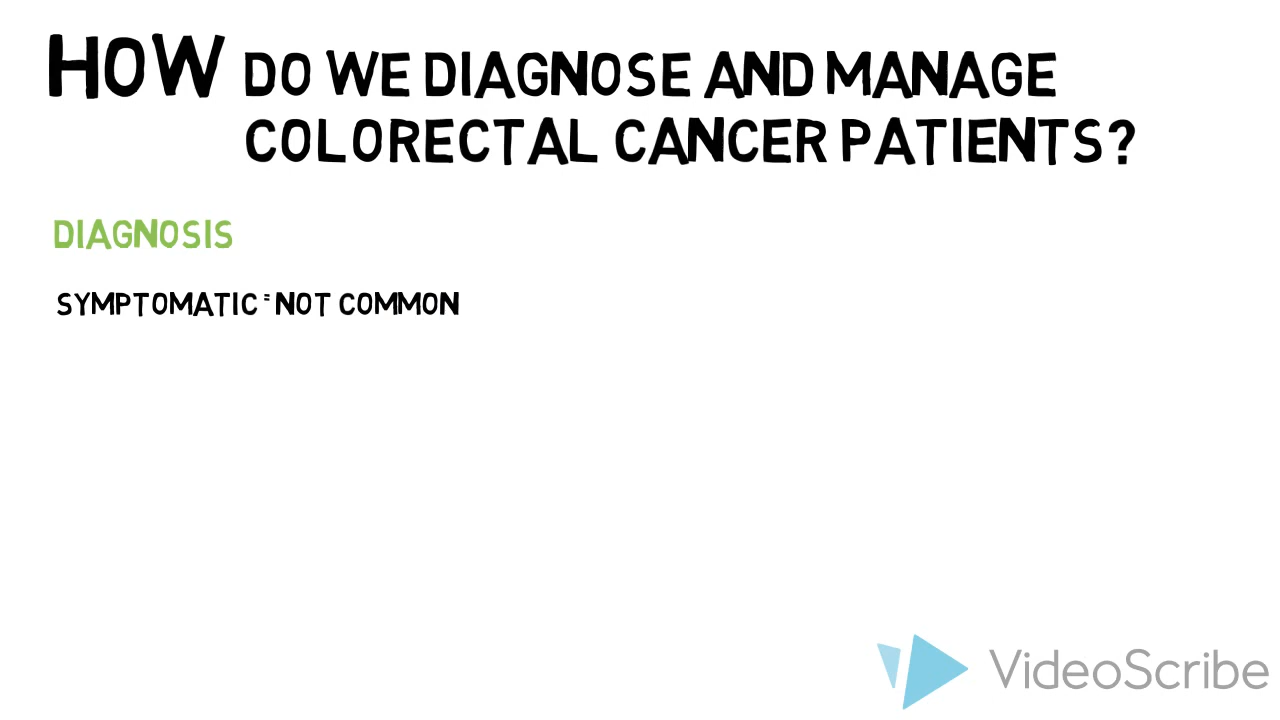 HOW DO WE DIAGNOSE AND MANAGE
COLORECTAL CANCER PATIENTS?
DIAGNOSIS
SYMPTOMATIC = NOT COMMON
VideoScribe